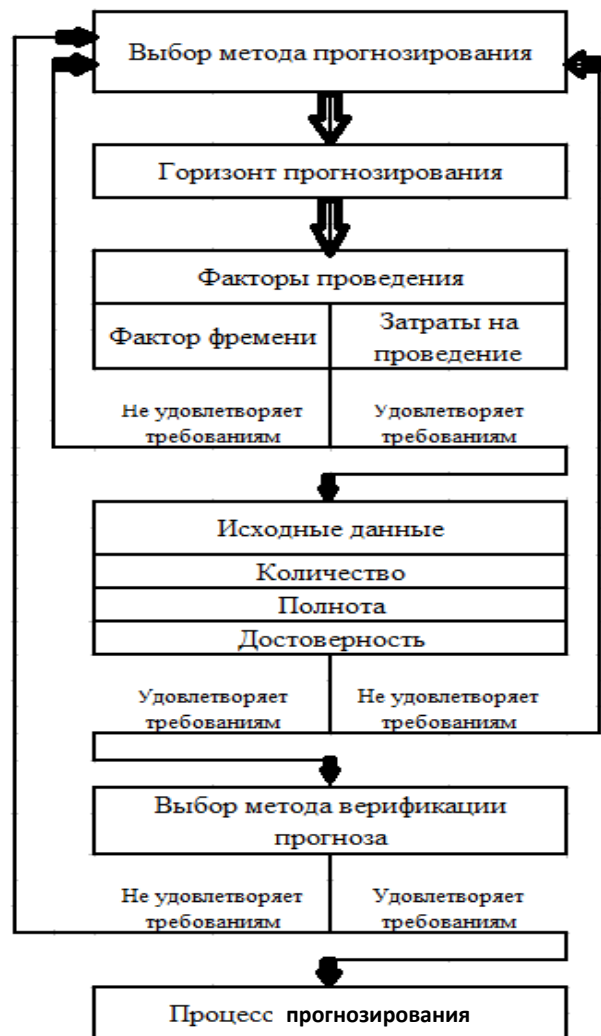 Выбор метода прогнозирования
Горизонт прогнозирования
Факторы проведения
Фактор фремени
Затраты на
проведение
Не удовлетворяет
требованиям
Удовлетворяет
требованиям
Исходные данные
Количество
Полнота
Достоверность
Удовлетворяет
требованиям
Не удовлетворяет
требованиям
Выбор метода верификации
прогноза
Не удовлетворяет
требованиям
Удовлетворяет
требованиям
Процесс прогнозирования